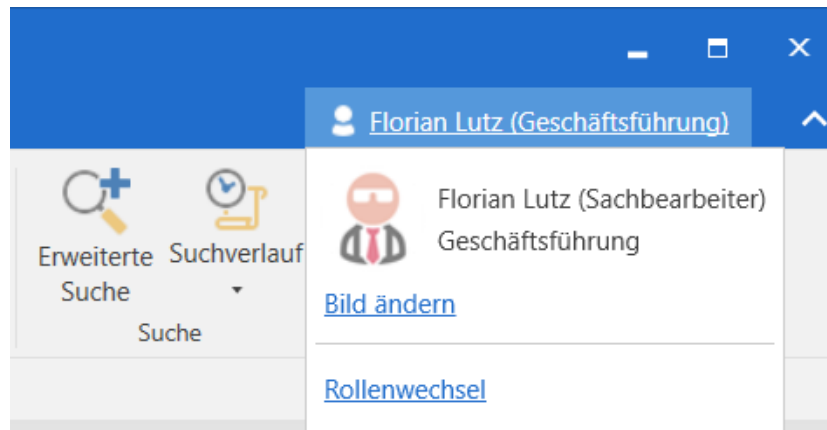 Florian Lutz (Geschäftsführung)
Erweiterte
Suche
Suchverlauf
Suche
Florian Lutz (Sachbearbeiter)
Geschäftsführung
Bild ändern
Rollenwechsel